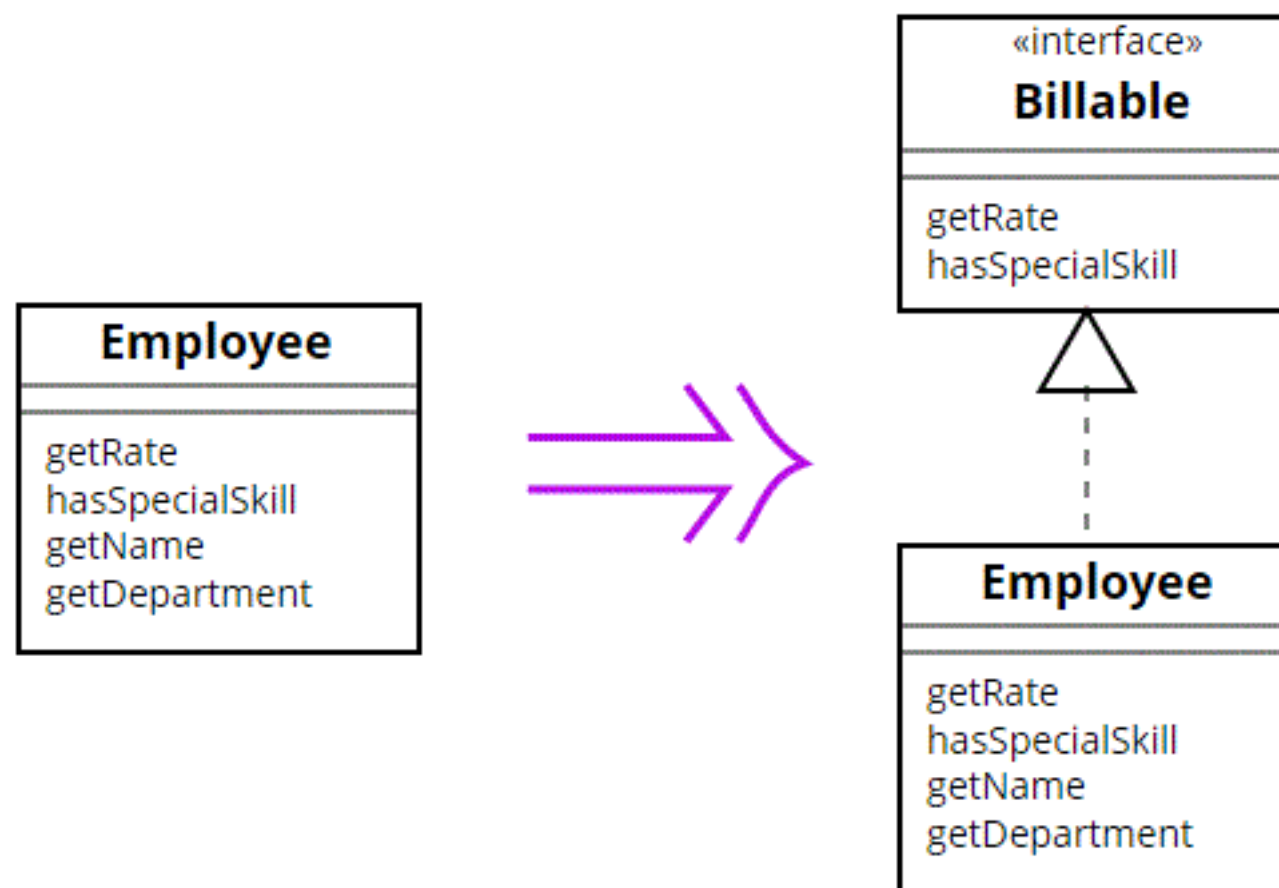 Employee
getRate
hasSpecialSkill
getName
getDepartment
«interface»
Billable
getRate
hasSpecialSkill
Employee
getRate
hasSpecialSkill
getName
getDepartment